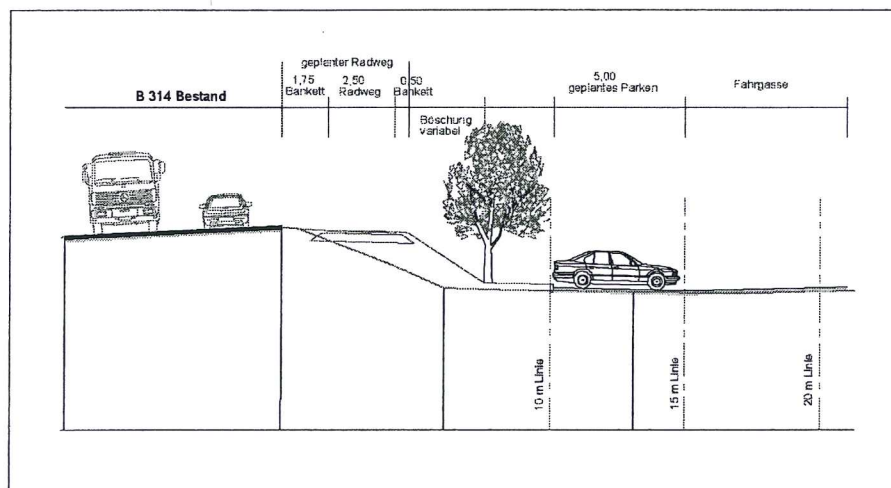 geplanter Radweg
1,75
Bankett
2,50
Radweg
0,50
Bankett
5,00
geplantes Parken
Fahrgasse
B 314 Bestand
Böschung
variabel
10 m Linie
15 m Linie
20 m Linie